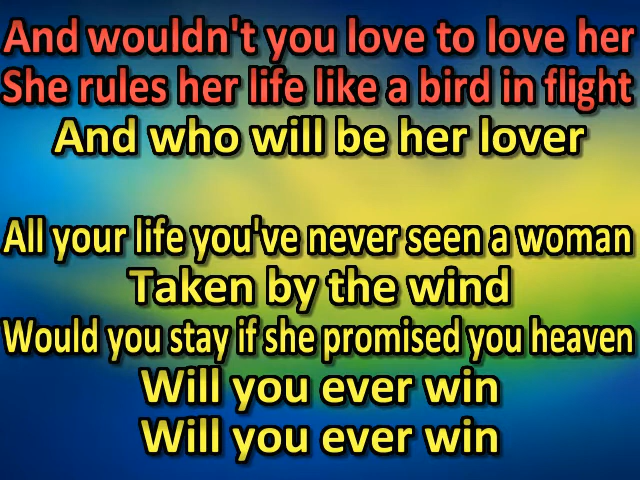 And wouldn't you love to love her
She rules her life like a bird in flight
And who will be her lover
All your life you've never seen a woman
Taken by the wind
Would you stay if she promised you heaven
Will you ever win
Will you ever win